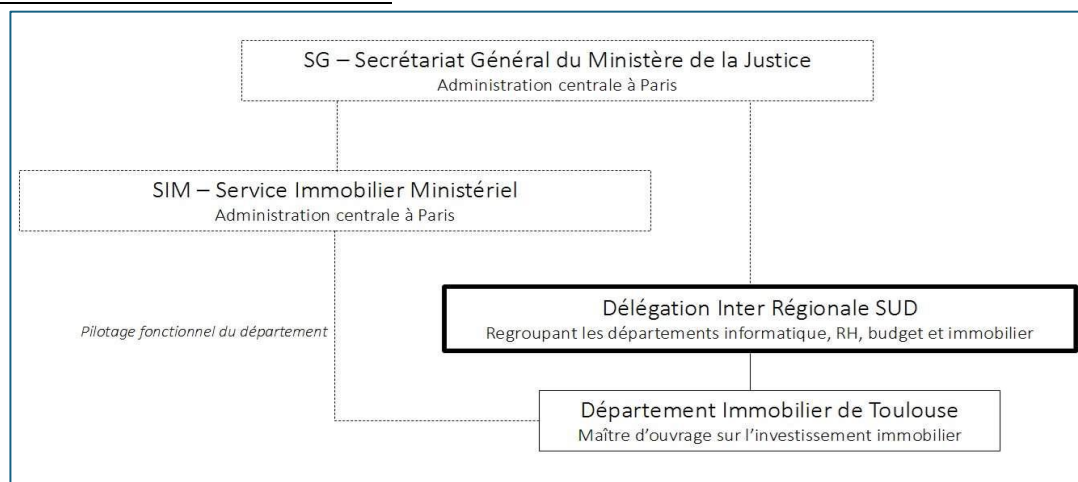 SG – Secrétariat Général du Ministère de la Justice
Administration centrale à Paris
SIM – Service Immobilier Ministériel
Administration centrale à Paris
Délégation Inter Régionale SUD
Regroupant les départements informatique, RH, budget et immobilier
Pilotage fonctionnel du département
Département Immobilier de Toulouse
Maître d'ouvrage sur l'investissement immobilier